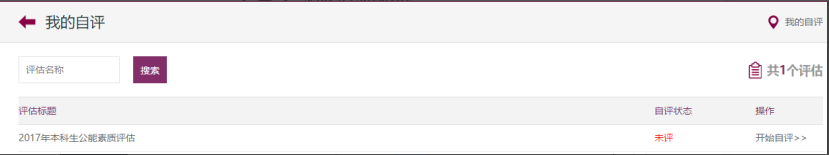 我的自评
我的自评
评估名称
搜索
共1个评估
评估标题 自评状态 操作
2017年本科生公能素质评估 未评 开始自评>>